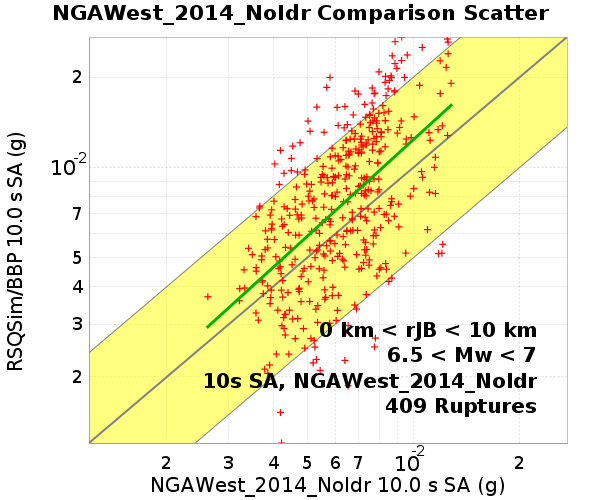 NGAWest_2014_NoIdr Comparison Scatter
RSQSim/BBP 10.0 s SA (g)
2
10-2
7
5
4
3
2
0 km < rJB < 10 km
6.5 < Mw < 7
10s SA, NGAWest_2014_NoIdr
409 Ruptures
2 3 4 5 6 7 10-2 2
NGAWest_2014_NoIdr 10.0 s SA (g)